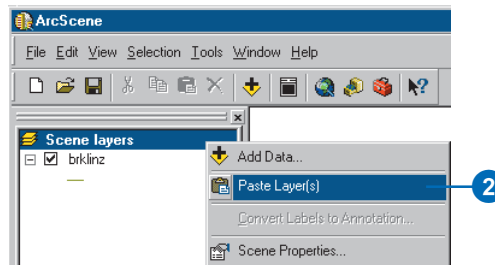 ArcScene
File Edit View Selection Tools Window Help
Scene layers
brklinz
Add Data...
Paste Layer(s)
2
Convert Labels to Annotation...
Scene Properties...